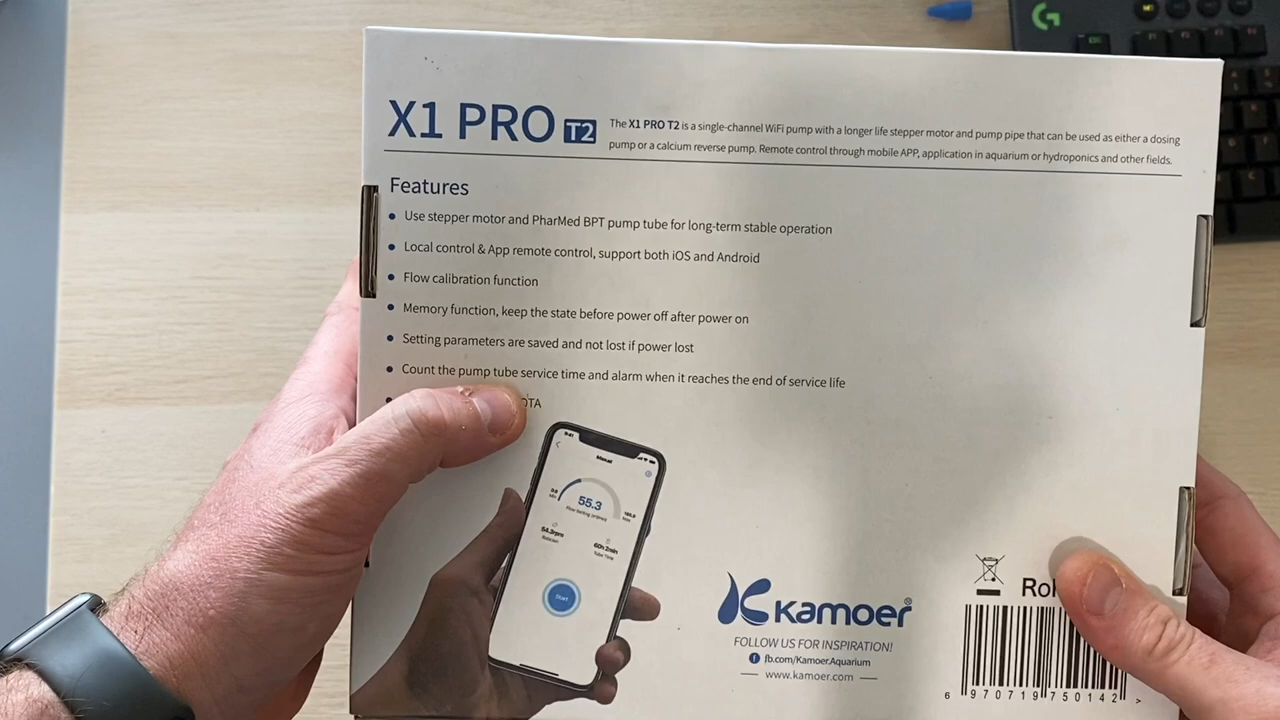 X1 PRO T2
The X1 PRO T2 is a single-channel WiFi pump with a longer life stepper motor and pump pipe that can be used as either a dosing
pump or a calcium reverse pump. Remote control through mobile APP, application in aquarium or hydroponics and other fields.
Features
Use stepper motor and PharMed BPT pump tube for long-term stable operation
Local control & App remote control, support both iOS and Android
Flow calibration function
Memory function, keep the state before power off after power on
Setting parameters are saved and not lost if power lost
Count the pump tube service time and alarm when it reaches the end of service life
OTA
Manual
55.3
Start
Kamoer®
FOLLOW US FOR INSPIRATION!
fb.com/Kamoer.Aquarium
www.kamoer.com
6 970719 750142 >